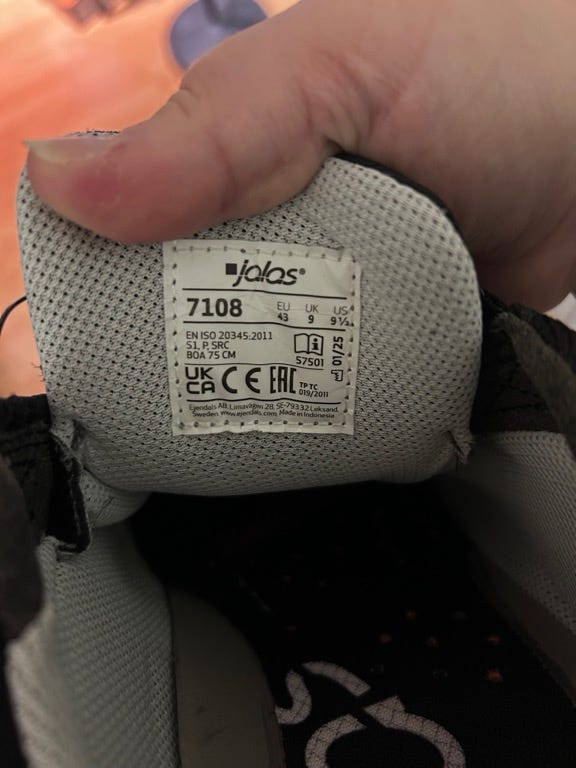 jalas®
7108 EU UK US
43 9 9½
EN ISO 20345:2011
S1, P, SRC
BOA 75 CM
57501
01/25
UK
CA CE EAC TP TC
019/2011
Ejendals AB, Limavägen 28, SE-79332 Leksand,
Sweden www.ejendals.com Made in Indonesia